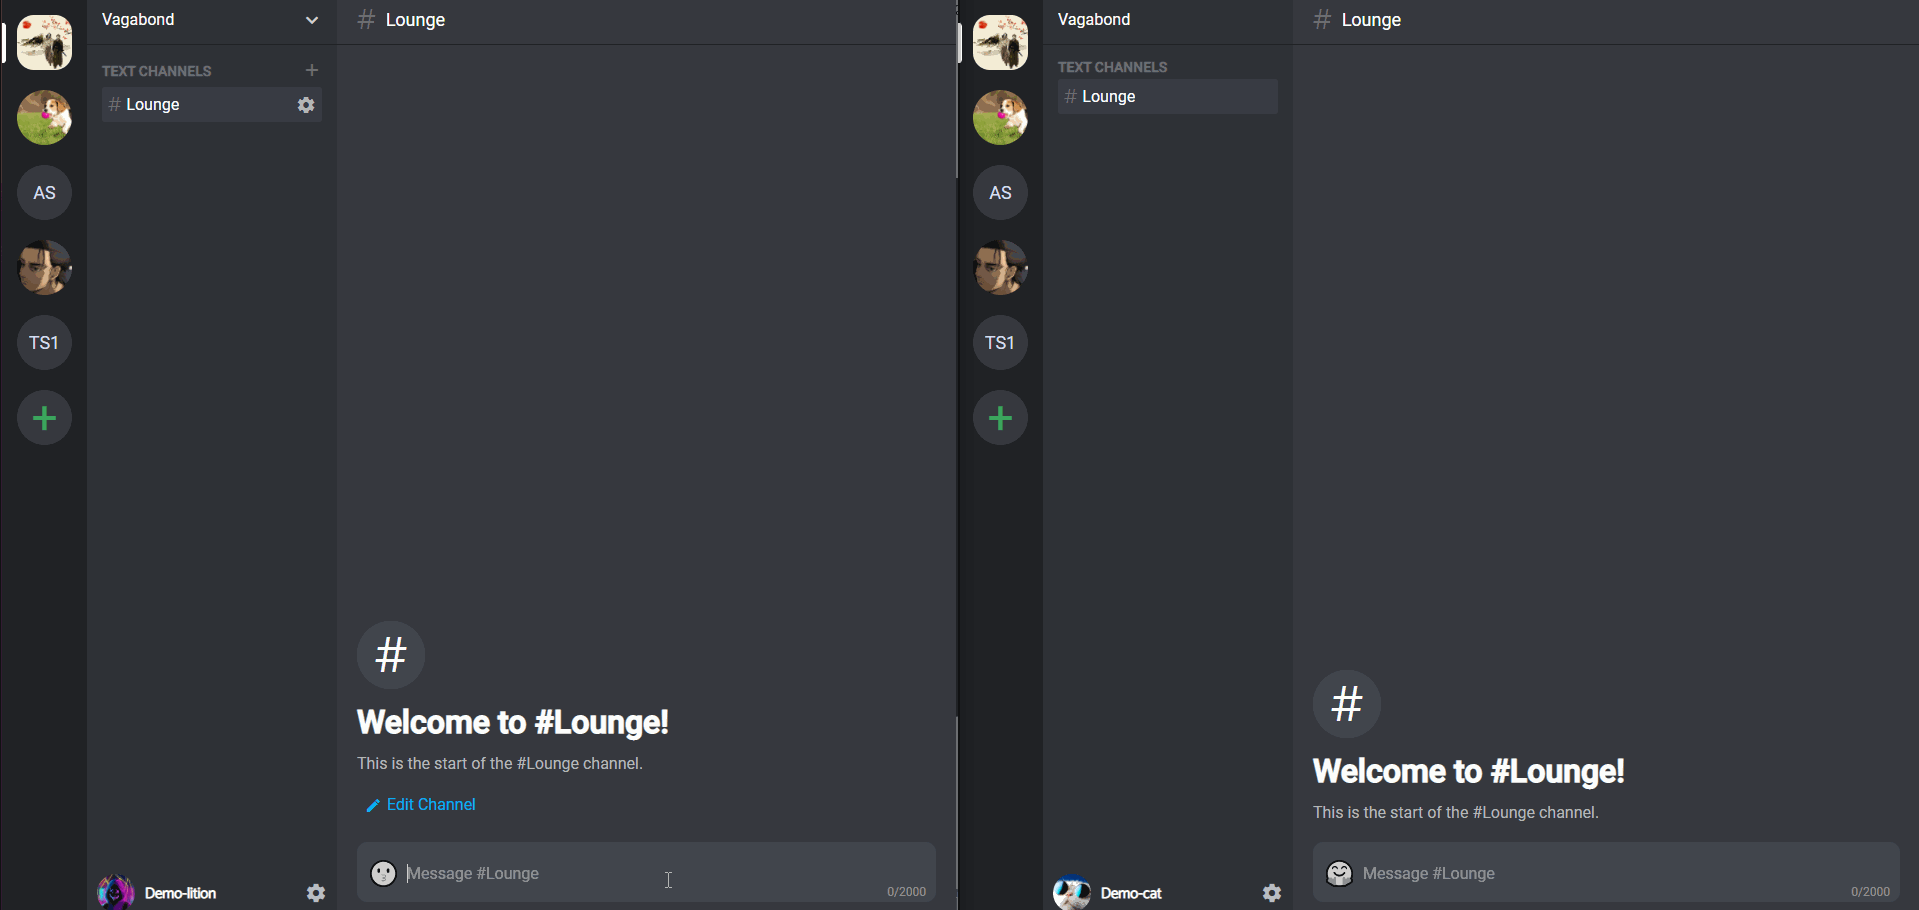 Vagabond
# Lounge
TEXT CHANNELS +
# Lounge
AS
TS1
+
#
Welcome to #Lounge!
This is the start of the #Lounge channel.
Edit Channel
Message #Lounge
0/2000
Demo-lition
Vagabond
# Lounge
TEXT CHANNELS
# Lounge
AS
TS1
+
#
Welcome to #Lounge!
This is the start of the #Lounge channel.
Message #Lounge
0/2000
Demo-cat